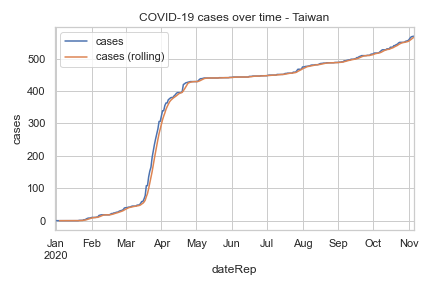 COVID-19 cases over time - Taiwan
cases
cases (rolling)
cases
500
400
300
200
100
0
Jan Feb Mar Apr May Jun Jul Aug Sep Oct Nov
2020
dateRep